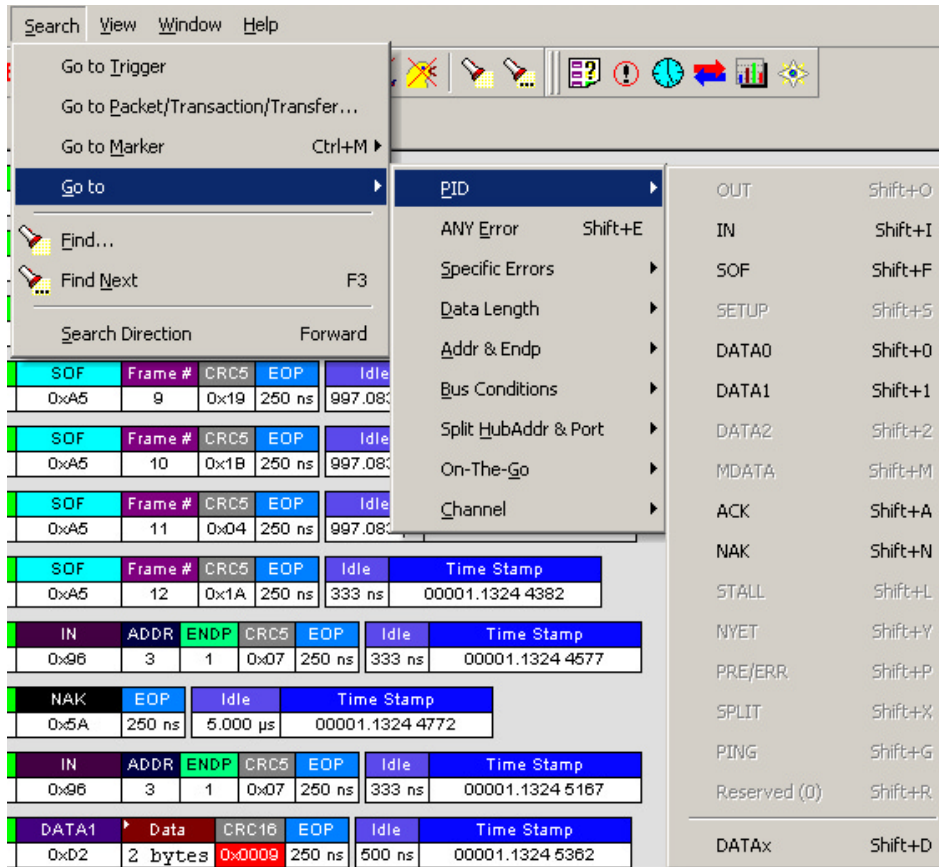 Search View Window Help
Go to Trigger
Go to Packet/Transaction/Transfer...
Go to Marker Ctrl+M
Go to
Find...
Find Next F3
Search Direction Forward
PID
ANY Error Shift+E
Specific Errors
Data Length
Addr & Endp
Bus Conditions
Split HubAddr & Port
On-The-Go
Channel
OUT Shift+O
IN Shift+I
SOF Shift+F
SETUP Shift+S
DATA0 Shift+0
DATA1 Shift+1
DATA2 Shift+2
MDATA Shift+M
ACK Shift+A
NAK Shift+N
STALL Shift+L
NYET Shift+Y
PRE/ERR Shift+P
SPLIT Shift+X
PING Shift+G
Reserved (0) Shift+R
DATAx Shift+D
SOF Frame # CRC5 EOP Idle
0xA5 9 0x19 250 ns 997.083
SOF Frame # CRC5 EOP Idle
0xA5 10 0x1B 250 ns 997.083
SOF Frame # CRC5 EOP Idle
0xA5 11 0x04 250 ns 997.083
SOF Frame # CRC5 EOP Idle Time Stamp
0xA5 12 0x1A 250 ns 333 ns 00001.1324 4382
IN ADDR ENDP CRC5 EOP Idle Time Stamp
0x96 3 1 0x07 250 ns 333 ns 00001.1324 4577
NAK EOP Idle Time Stamp
0x5A 250 ns 5.000 µs 00001.1324 4772
IN ADDR ENDP CRC5 EOP Idle Time Stamp
0x96 3 1 0x07 250 ns 333 ns 00001.1324 5167
DATA1 Data CRC16 EOP Idle Time Stamp
0xD2 2 bytes 0x0009 250 ns 500 ns 00001.1324 5362